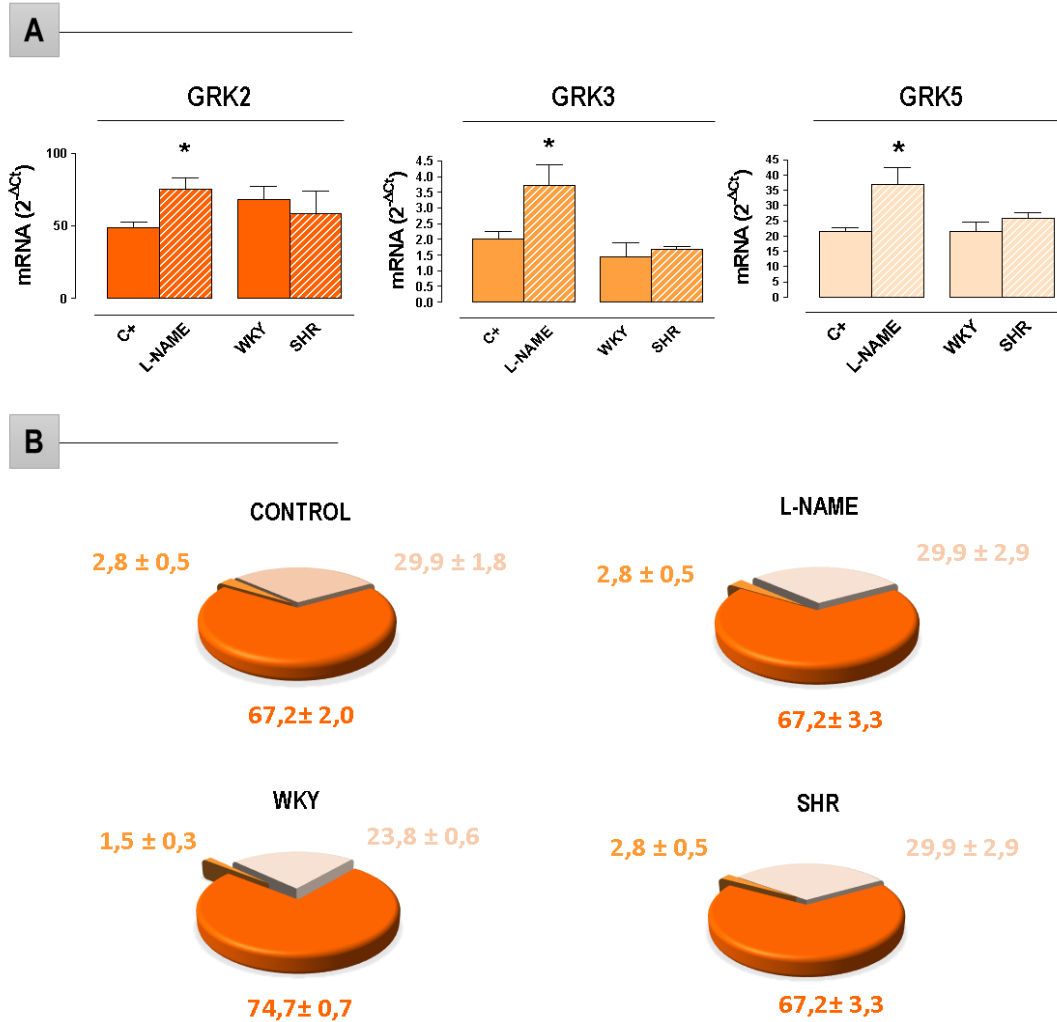 A
GRK2
GRK3
GRK5
mRNA (2^-ΔCt)
100
50
0
*
C+
L-NAME
WKY
SHR
mRNA (2^-ΔCt)
4.5
4.0
3.5
3.0
2.5
2.0
1.5
1.0
0.5
0.0
*
C+
L-NAME
WKY
SHR
mRNA (2^-ΔCt)
45
40
35
30
25
20
15
10
5
0
*
C+
L-NAME
WKY
SHR
B
CONTROL
2,8 ± 0,5
29,9 ± 1,8
67,2± 2,0
L-NAME
2,8 ± 0,5
29,9 ± 2,9
67,2± 3,3
WKY
1,5 ± 0,3
23,8 ± 0,6
74,7± 0,7
SHR
2,8 ± 0,5
29,9 ± 2,9
67,2± 3,3